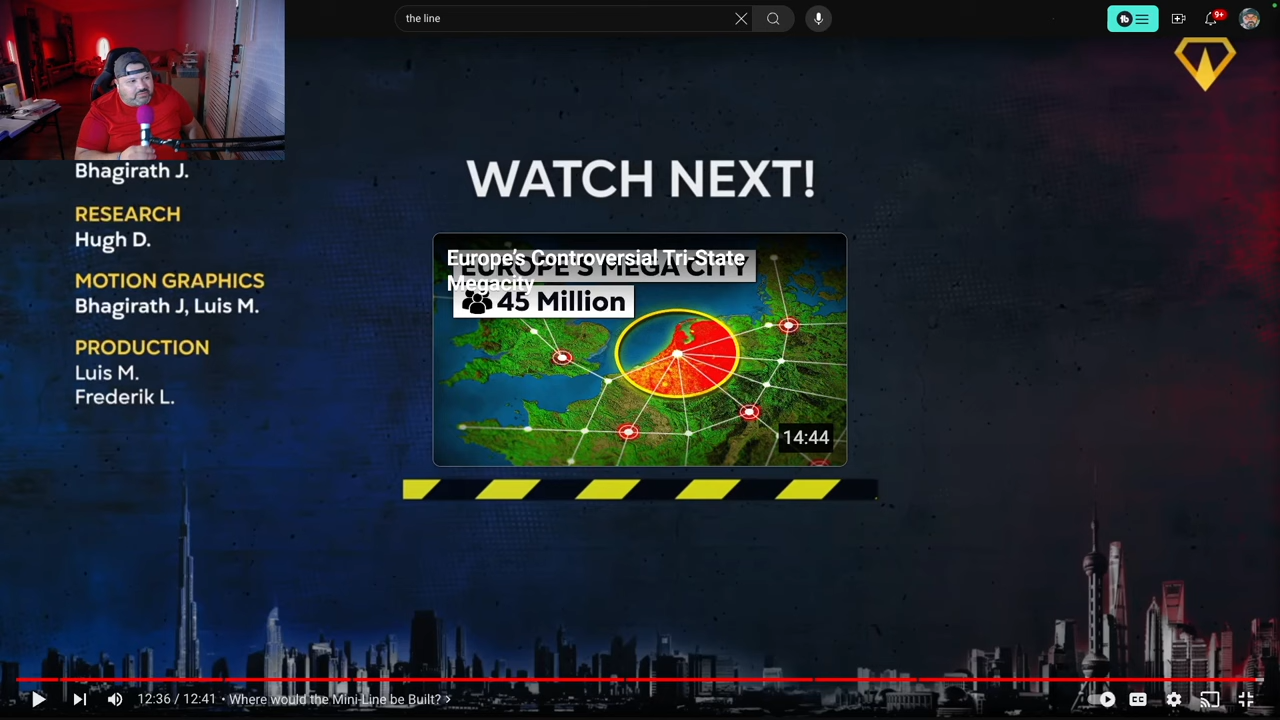 the line
9+
Bhagirath J.
RESEARCH
Hugh D.
MOTION GRAPHICS
Bhagirath J, Luis M.
PRODUCTION
Luis M.
Frederik L.
WATCH NEXT!
Europe's Controversial Tri-State
Megacity
EUROPE'S MEGA CITY
45 Million
14:44
12:36 / 12:41 • Where would the Mini-Line be Built? >
CC